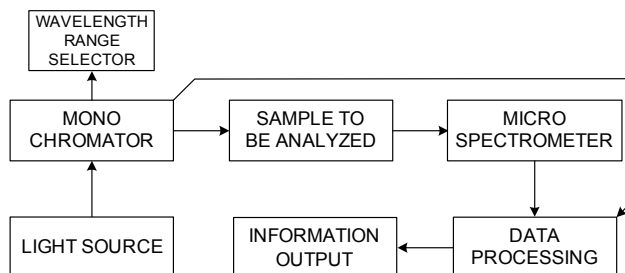 WAVELENGTH
RANGE
SELECTOR
MONO
CHROMATOR
SAMPLE TO
BE ANALYZED
MICRO
SPECTROMETER
LIGHT SOURCE
INFORMATION
OUTPUT
DATA
PROCESSING